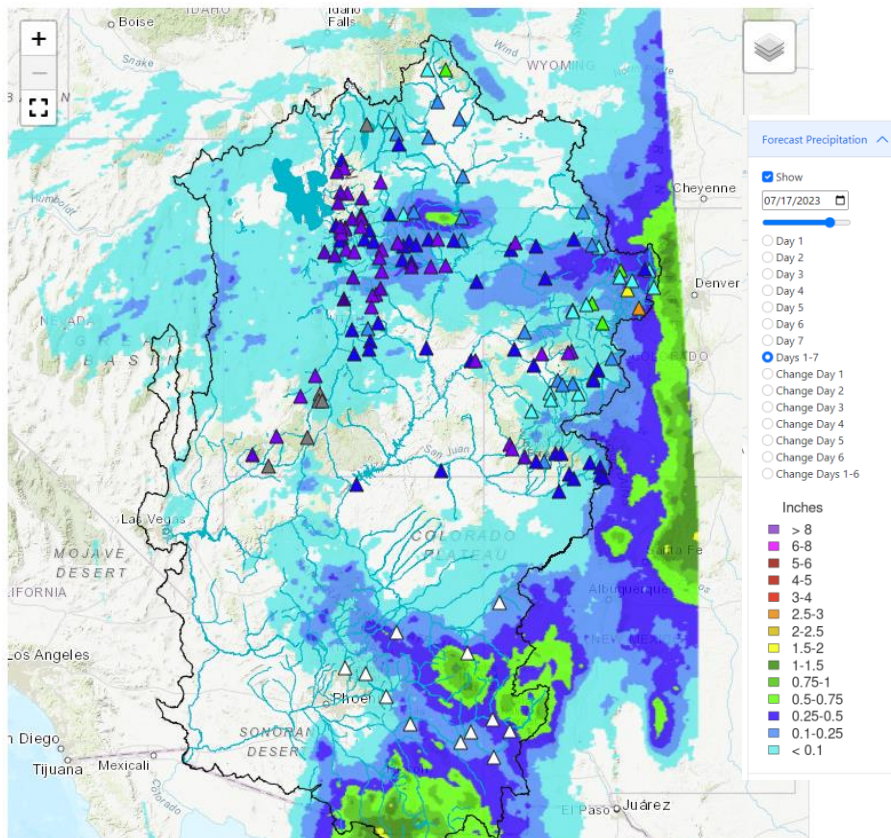 IDAHO
Idaho
Falls
Boise
Snake
Wind
WYOMING
+
−
Humboldt
Cheyenne
NEVADA
GREAT
BASIN
Denver
COLORADO
San Juan
Las Vegas
COLORADO
PLATEAU
MOJAVE
DESERT
IFORNIA
Santa Fe
Albuquerque
NEW MEXICO
Los Angeles
Phoen
SONORAN
DESERT
n Diego
Tijuana
Mexicali
Colorado
El Paso
Juárez
Forecast Precipitation
Show
07/17/2023
Day 1
Day 2
Day 3
Day 4
Day 5
Day 6
Day 7
Days 1-7
Change Day 1
Change Day 2
Change Day 3
Change Day 4
Change Day 5
Change Day 6
Change Days 1-6
Inches
> 8
6-8
5-6
4-5
3-4
2.5-3
2-2.5
1.5-2
1-1.5
0.75-1
0.5-0.75
0.25-0.5
0.1-0.25
< 0.1